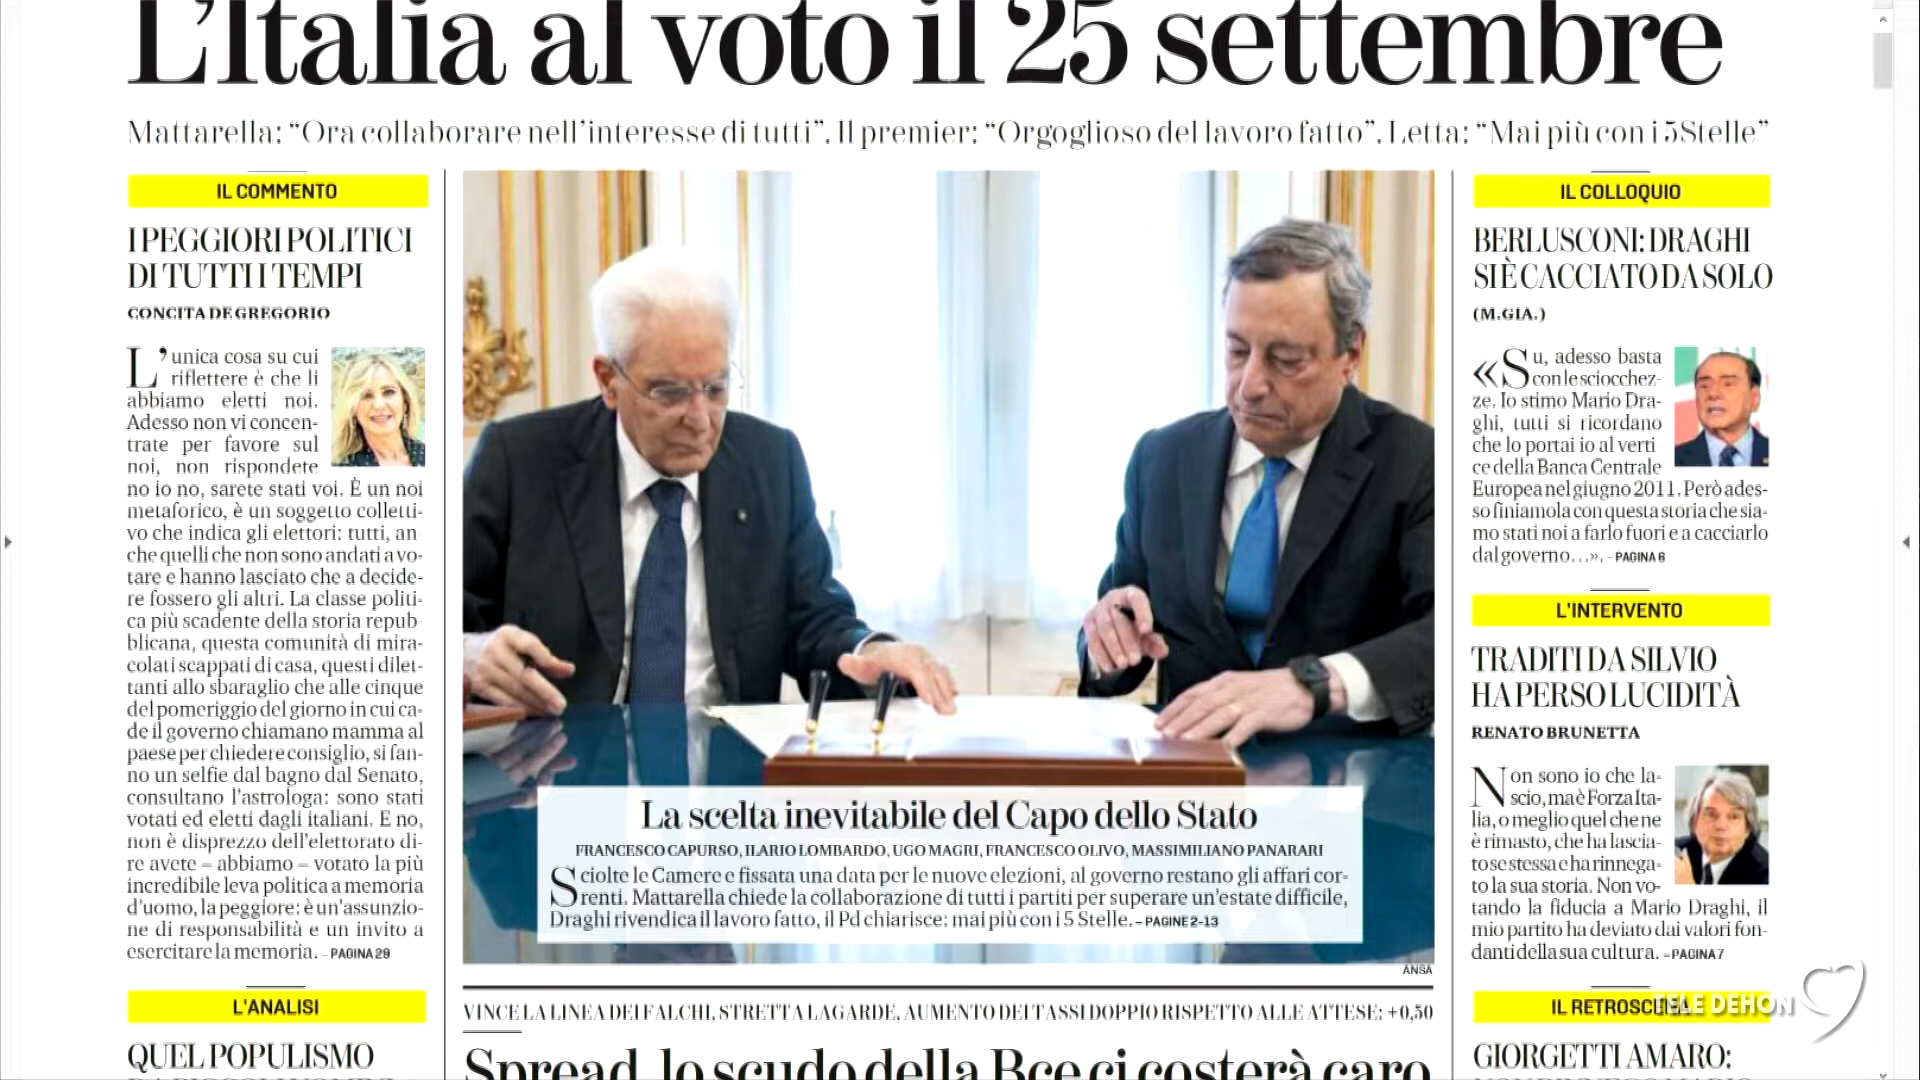 L'Italia al voto il 25 settembre
Mattarella: “Ora collaborare nell'interesse di tutti”. Il premier: “Orgoglioso del lavoro fatto”. Letta: “Mai più con i 5Stelle”
IL COMMENTO
I PEGGIORI POLITICI
DI TUTTI I TEMPI
CONCITA DE GREGORIO
L'unica cosa su cui
riflettere è che li
abbiamo eletti noi.
Adesso non vi concen-
trate per favore sul
noi, non rispondete
no io no, sarete stati voi. È un noi
metaforico, è un soggetto colletti-
vo che indica gli elettori: tutti, an
che quelli che non sono andati a vo-
tare e hanno lasciato che a decide-
re fossero gli altri. La classe politi-
ca più scadente della storia repub-
blicana, questa comunità di mira-
colati scappati di casa, questi dilet-
tanti allo sbaraglio che alle cinque
del pomeriggio del giorno in cui ca-
de il governo chiamano mamma al
paese per chiedere consiglio, si fan-
no un selfie dal bagno dal Senato,
consultano l'astrologa: sono stati
votati ed eletti dagli italiani. E no,
non è disprezzo dell'elettorato di-
re avete – abbiamo – votato la più
incredibile leva politica a memoria
d'uomo, la peggiore: è un'assunzio-
ne di responsabilità e un invito a
esercitare la memoria. – PAGINA 29
L'ANALISI
QUEL POPULISMO
La scelta inevitabile del Capo dello Stato
FRANCESCO CAPURSO, ILARIO LOMBARDO, UGO MAGRI, FRANCESCO OLIVO, MASSIMILIANO PANARARI
Sciolte le Camere e fissata una data per le nuove elezioni, al governo restano gli affari cor-
renti. Mattarella chiede la collaborazione di tutti i partiti per superare un'estate difficile,
Draghi rivendica il lavoro fatto, il Pd chiarisce: mai più con i 5 Stelle. – PAGINE 2-13
ANSA
VINCE LA LINEA DEI FALCHI, STRETTA LAGARDE, AUMENTO DEI TASSI DOPPIO RISPETTO ALLE ATTESE: +0,50
Spread, lo scudo della Bce ci costerà caro
IL COLLOQUIO
BERLUSCONI: DRAGHI
SI È CACCIATO DA SOLO
(M.GIA.)
«Su, adesso basta
con le sciocchez-
ze. Io stimo Mario Dra-
ghi, tutti si ricordano
che lo portai io al verti
ce della Banca Centrale
Europea nel giugno 2011. Però ades-
so finiamola con questa storia che sia-
mo stati noi a farlo fuori e a cacciarlo
dal governo…». – PAGINA 6
L'INTERVENTO
TRADITI DA SILVIO
HA PERSO LUCIDITÀ
RENATO BRUNETTA
Non sono io che la-
scio, ma è Forza Ita-
lia, o meglio quel che ne
è rimasto, che ha lascia-
to se stessa e ha rinnega-
to la sua storia. Non vo-
tando la fiducia a Mario Draghi, il
mio partito ha deviato dai valori fon-
danti della sua cultura. – PAGINA 7
IL RETROSCENA
TELE DEHON
GIORGETTI AMARO: